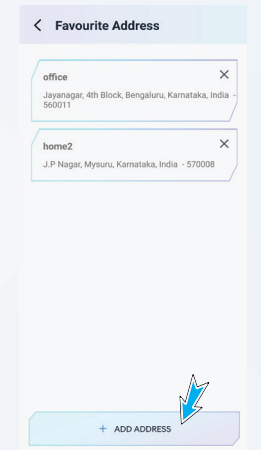 Favourite Address
office
Jayanagar, 4th Block, Bengaluru, Karnataka, India -
560011
home2
J.P Nagar, Mysuru, Karnataka, India - 570008
+ ADD ADDRESS